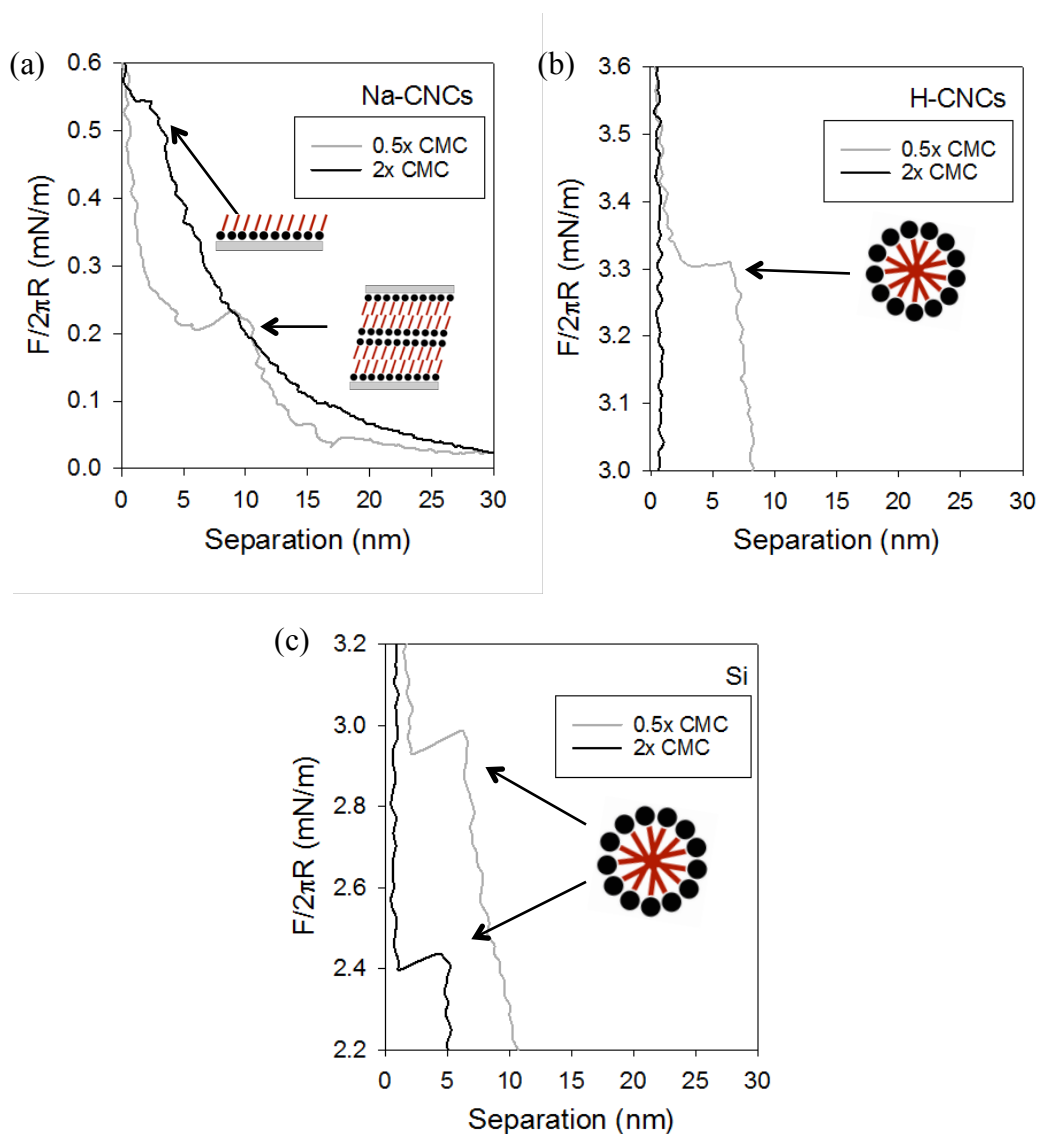 (a)
Na-CNCs
0.5x CMC
2x CMC
F/2πR (mN/m)
0.6
0.5
0.4
0.3
0.2
0.1
0.0
0 5 10 15 20 25 30
Separation (nm)
(b)
H-CNCs
0.5x CMC
2x CMC
F/2πR (mN/m)
3.6
3.5
3.4
3.3
3.2
3.1
3.0
0 5 10 15 20 25 30
Separation (nm)
(c)
Si
0.5x CMC
2x CMC
F/2πR (mN/m)
3.2
3.0
2.8
2.6
2.4
2.2
0 5 10 15 20 25 30
Separation (nm)